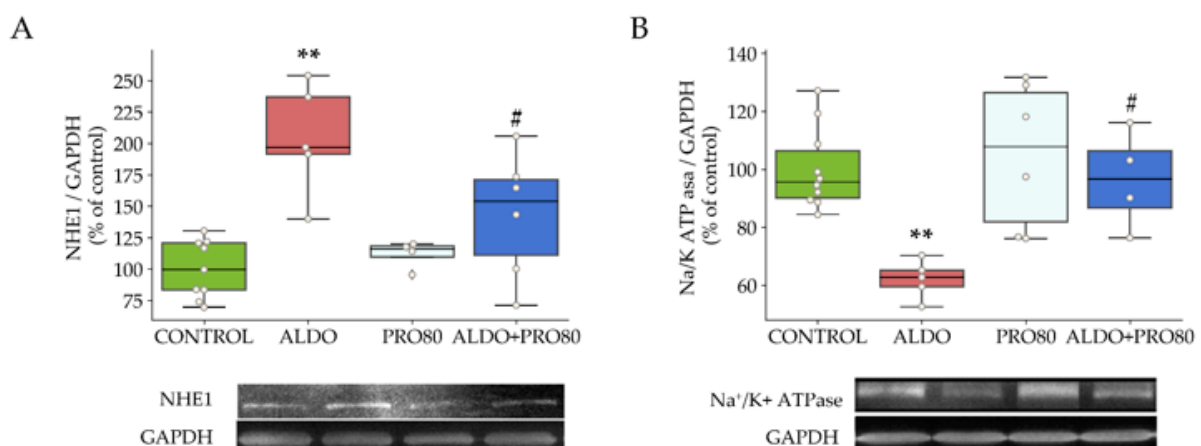 A
NHE1 / GAPDH
(% of control)
250
225
200
175
150
125
100
75
**
#
CONTROL ALDO PRO80 ALDO+PRO80
NHE1
GAPDH
B
Na/K ATP asa / GAPDH
(% of control)
140
120
100
80
60
**
#
CONTROL ALDO PRO80 ALDO+PRO80
Na⁺/K+ ATPase
GAPDH